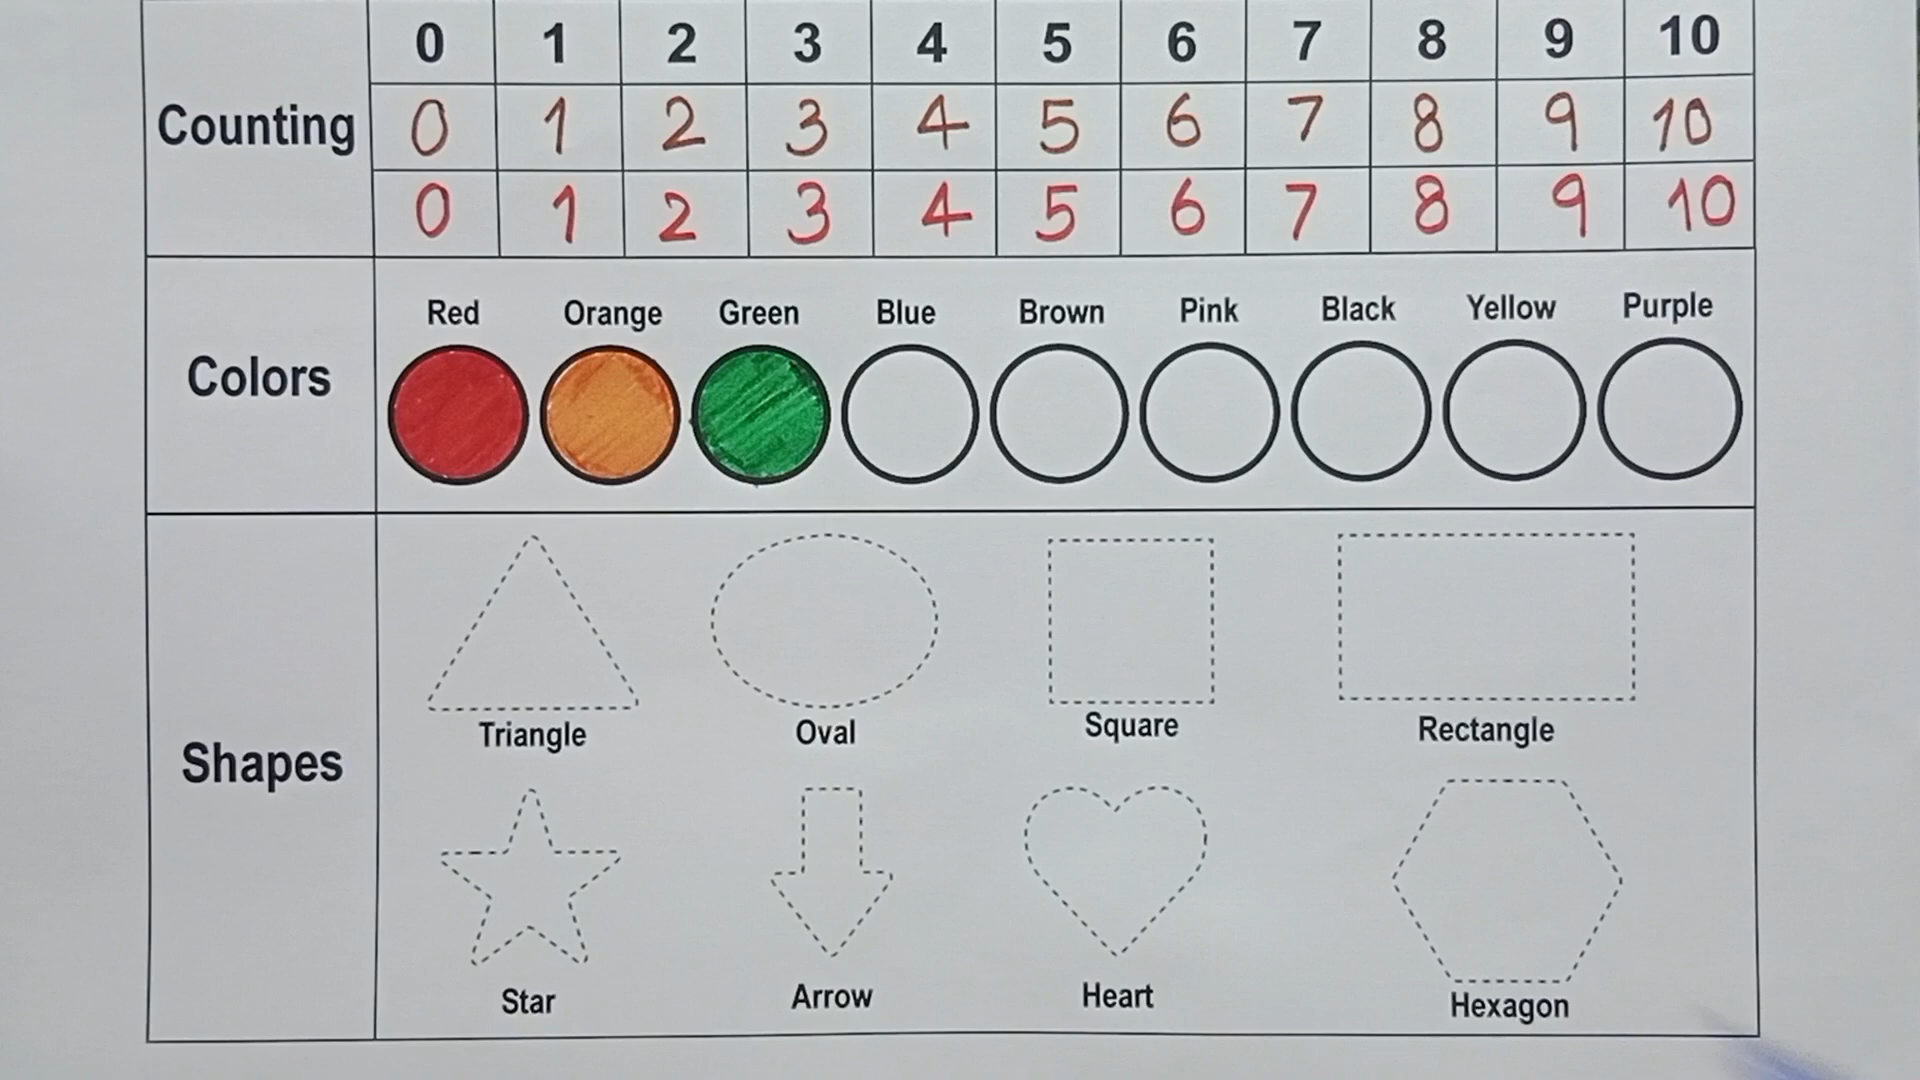 0 1 2 3 4 5 6 7 8 9 10
Counting
0 1 2 3 4 5 6 7 8 9 10
0 1 2 3 4 5 6 7 8 9 10
Colors
Red Orange Green Blue Brown Pink Black Yellow Purple
Shapes
Triangle Oval Square Rectangle
Star Arrow Heart Hexagon